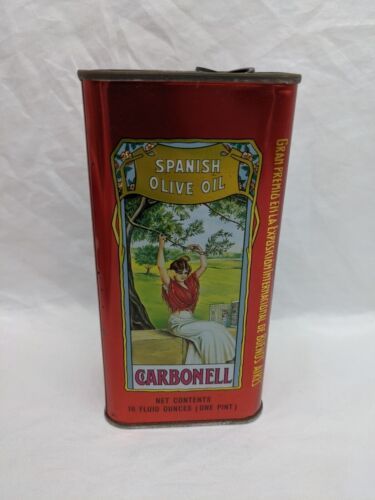 SPANISH
OLIVE OIL
CARBONELL
NET CONTENTS
16 FLUID OUNCES (ONE PINT)
GRAN PREMIO EN LA EXPOSICION INTERNACIONAL DE BUENOS AIRES